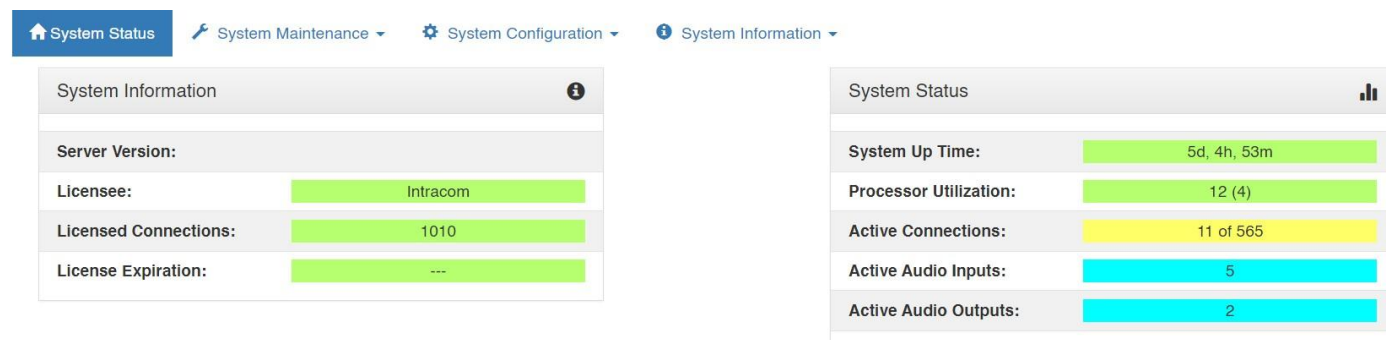 System Status System Maintenance System Configuration System Information
System Information
Server Version:
Licensee: Intracom
Licensed Connections: 1010
License Expiration: ---
System Status
System Up Time: 5d, 4h, 53m
Processor Utilization: 12 (4)
Active Connections: 11 of 565
Active Audio Inputs: 5
Active Audio Outputs: 2